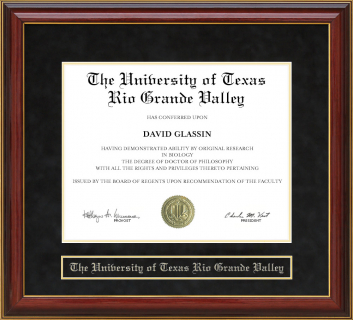 The University of Texas
Rio Grande Valley
HAS CONFERRED UPON
DAVID GLASSIN
HAVING DEMONSTRATED ABILITY BY ORIGINAL RESEARCH
IN BIOLOGY
THE DEGREE OF DOCTOR OF PHILOSOPHY
WITH ALL THE RIGHTS AND PRIVILEGES THERETO PERTAINING
ISSUED BY THE BOARD OF REGENTS UPON RECOMMENDATION OF THE FACULTY
PROVOST
PRESIDENT
The University of Texas Rio Grande Valley